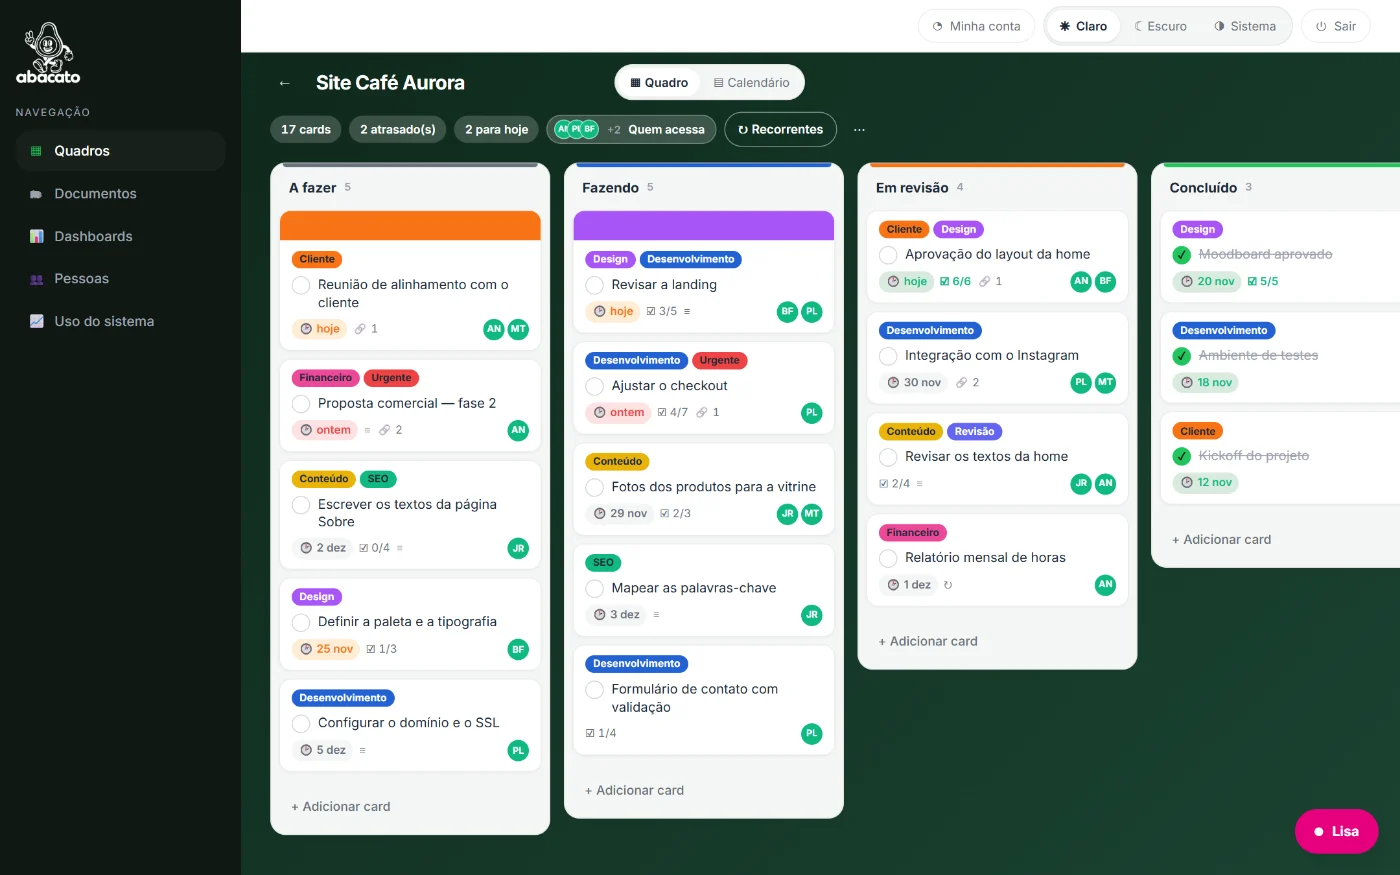 abacato
NAVEGAÇÃO
Quadros
Documentos
Dashboards
Pessoas
Uso do sistema
Minha conta
Claro
Escuro
Sistema
Sair
← Site Café Aurora
Quadro
Calendário
17 cards
2 atrasado(s)
2 para hoje
AN PL BF +2 Quem acessa
↻ Recorrentes
···
A fazer 5
Cliente
Reunião de alinhamento com o
cliente
hoje 1 AN MT
Financeiro Urgente
Proposta comercial — fase 2
ontem 2 AN
Conteúdo SEO
Escrever os textos da página
Sobre
2 dez 0/4 JR
Design
Definir a paleta e a tipografia
25 nov 1/3 BF
Desenvolvimento
Configurar o domínio e o SSL
5 dez PL
+ Adicionar card
Fazendo 5
Design Desenvolvimento
Revisar a landing
hoje 3/5 BF PL
Desenvolvimento Urgente
Ajustar o checkout
ontem 4/7 1 PL
Conteúdo
Fotos dos produtos para a vitrine
29 nov 2/3 JR MT
SEO
Mapear as palavras-chave
3 dez JR
Desenvolvimento
Formulário de contato com
validação
1/4 PL
+ Adicionar card
Em revisão 4
Cliente Design
Aprovação do layout da home
hoje 6/6 1 AN BF
Desenvolvimento
Integração com o Instagram
30 nov 2 PL MT
Conteúdo Revisão
Revisar os textos da home
2/4 JR AN
Financeiro
Relatório mensal de horas
1 dez ↻ AN
+ Adicionar card
Concluído 3
Design
Moodboard aprovado
20 nov 5/5
Desenvolvimento
Ambiente de testes
18 nov
Cliente
Kickoff do projeto
12 nov
+ Adicionar card
Lisa